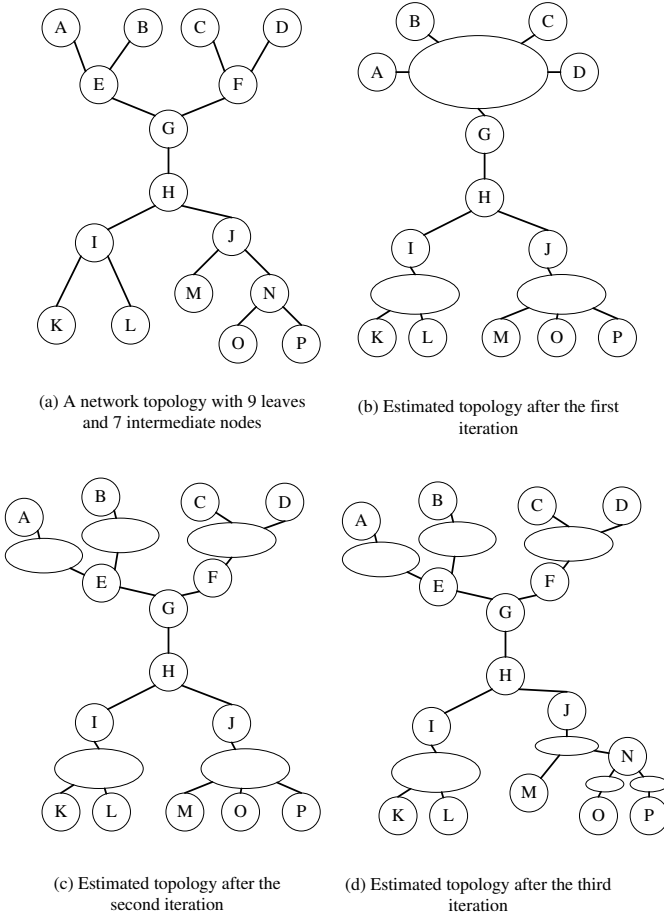 A B C D
E F
G
H
I J
M N
K L
O P
(a) A network topology with 9 leaves
and 7 intermediate nodes
B C
A D
G
H
I J
K L M O P
(b) Estimated topology after the first
iteration
B C D
A
E F
G
H
I J
K L M O P
(c) Estimated topology after the
second iteration
B C D
A
E F
G
H
I J
N
M
K L O P
(d) Estimated topology after the third
iteration